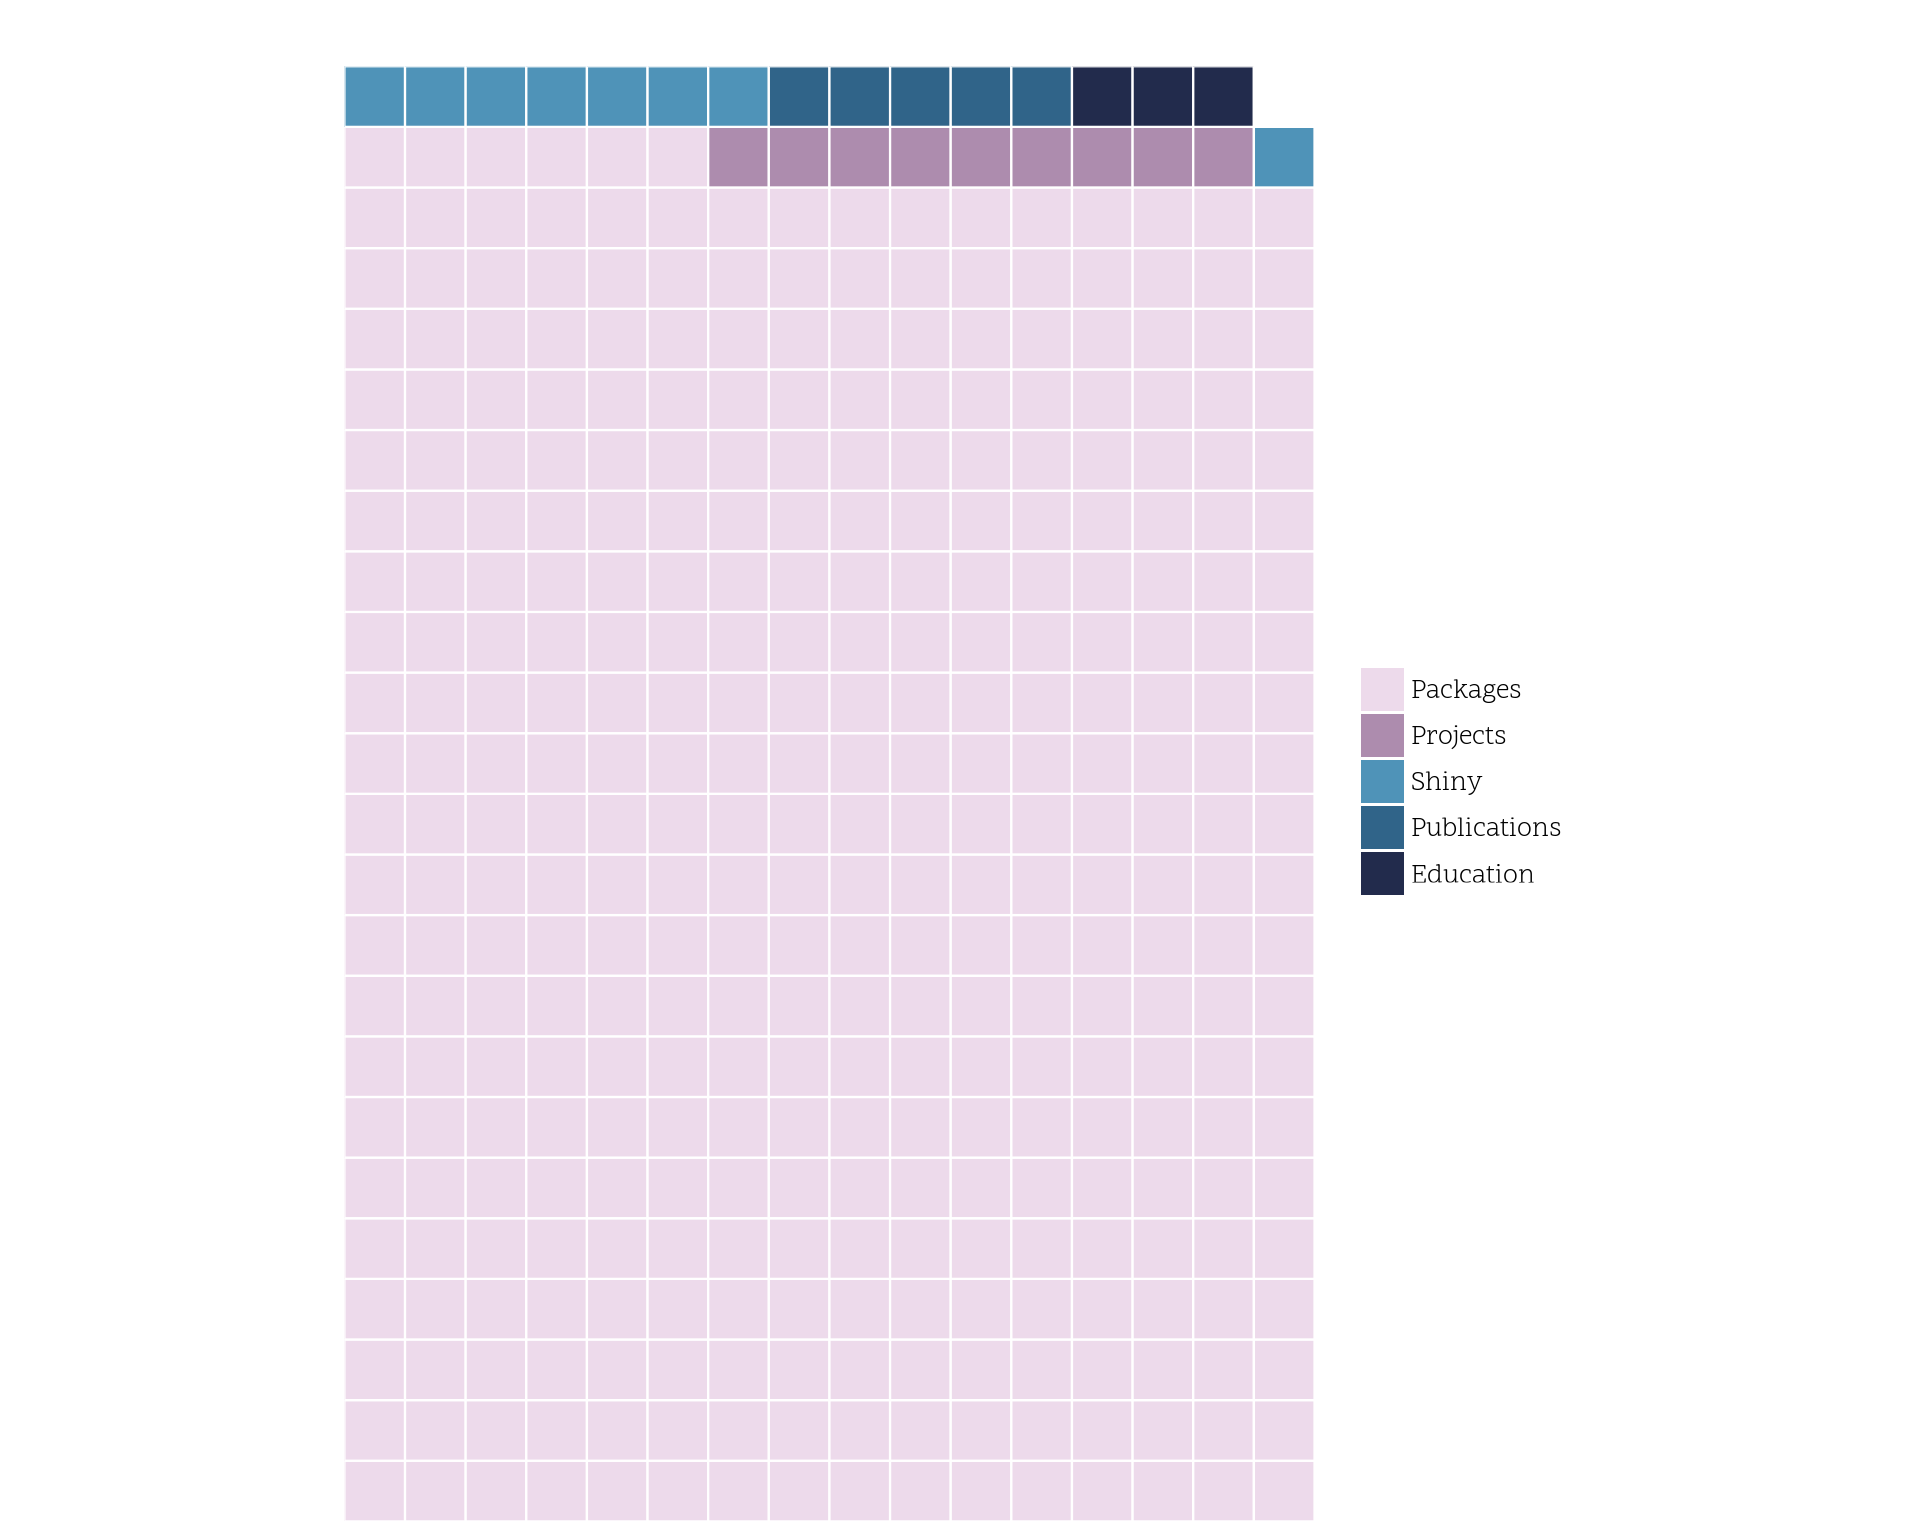 Packages
Projects
Shiny
Publications
Education